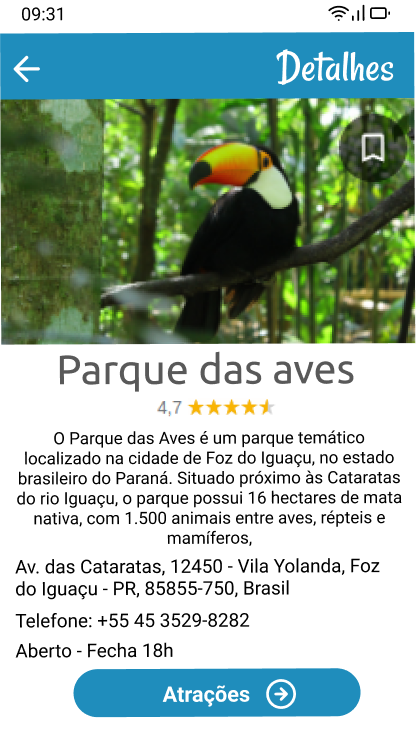 09:31
Detalhes
Parque das aves
4,7
O Parque das Aves é um parque temático
localizado na cidade de Foz do Iguaçu, no estado
brasileiro do Paraná. Situado próximo às Cataratas
do rio Iguaçu, o parque possui 16 hectares de mata
nativa, com 1.500 animais entre aves, répteis e
mamíferos,
Av. das Cataratas, 12450 - Vila Yolanda, Foz
do Iguaçu - PR, 85855-750, Brasil
Telefone: +55 45 3529-8282
Aberto - Fecha 18h
Atrações